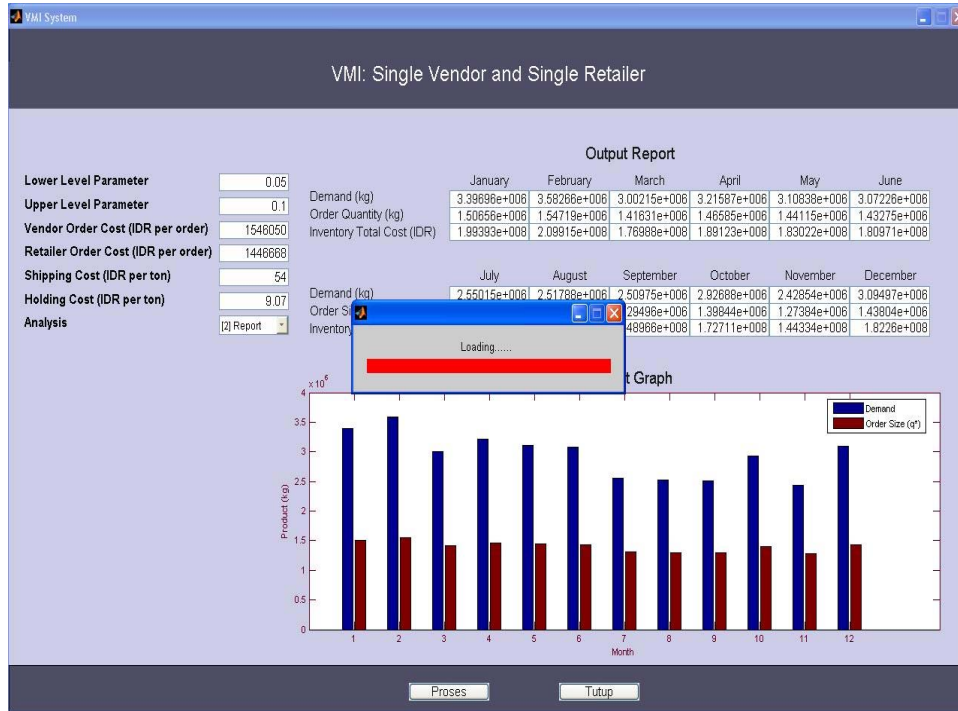 VMI System
VMI: Single Vendor and Single Retailer
Output Report
Lower Level Parameter 0.05
Upper Level Parameter 0.1
Vendor Order Cost (IDR per order) 1546050
Retailer Order Cost (IDR per order) 1446668
Shipping Cost (IDR per ton) 54
Holding Cost (IDR per ton) 9.07
Analysis [2] Report
January February March April May June
Demand (kg) 3.39696e+006 3.58266e+006 3.00215e+006 3.21587e+006 3.10838e+006 3.07226e+006
Order Quantity (kg) 1.50656e+006 1.54719e+006 1.41631e+006 1.46585e+006 1.44115e+006 1.43275e+006
Inventory Total Cost (IDR) 1.99393e+008 2.09915e+008 1.76988e+008 1.89123e+008 1.83022e+008 1.80971e+008
July August September October November December
Demand (kg) 2.55015e+006 2.51788e+006 2.50975e+006 2.92688e+006 2.42854e+006 3.09497e+006
Order 29496e+006 1.39844e+006 1.27384e+006 1.43804e+006
Inventory 48966e+008 1.72711e+008 1.44334e+008 1.8226e+008
Loading......
Graph
x 10^6
4
3.5
3
2.5
2
1.5
1
0.5
0
Product (kg)
Demand
Order Size (q*)
1 2 3 4 5 6 7 8 9 10 11 12
Month
Proses Tutup